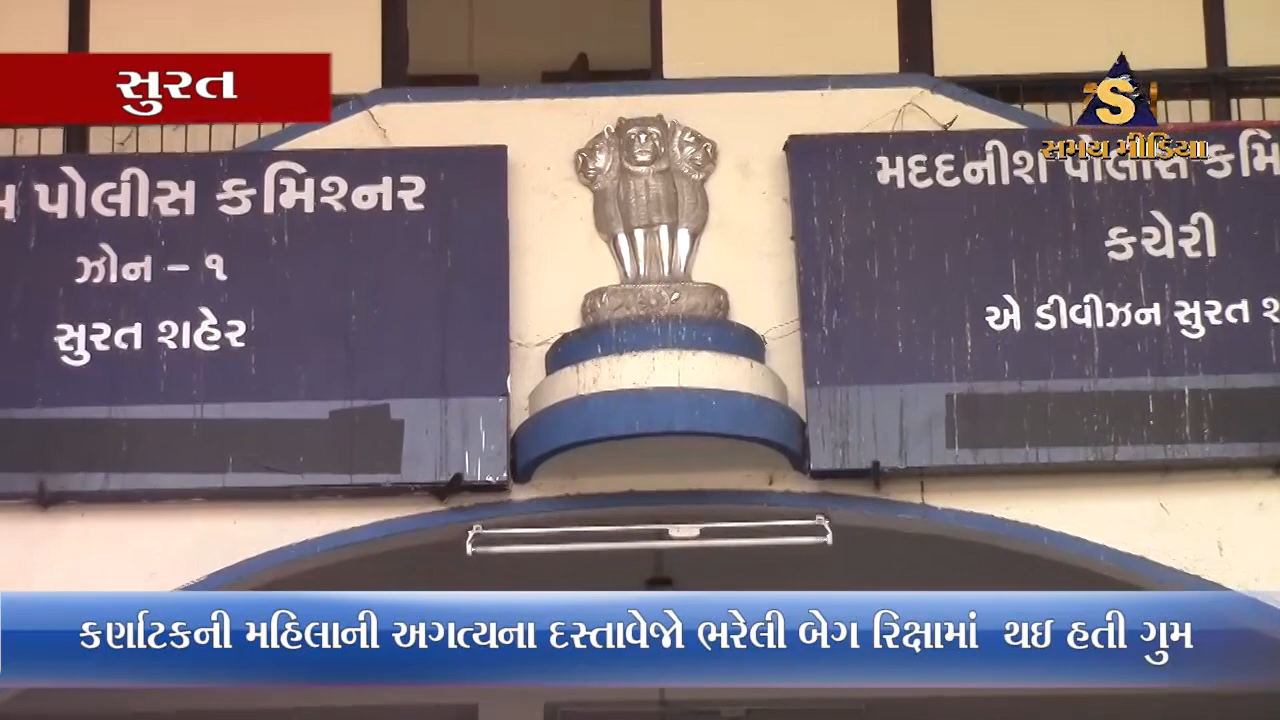 સુરત
S
સમય મીડિયા
પોલીસ કમિશ્નર
ઝોન - ૧
સુરત શહેર
મદદનીશ પોલીસ
કચેરી
એ ડીવીઝન સુરત
કર્ણાટકની મહિલાની અગત્યના દસ્તાવેજો ભરેલી બેગ રિક્ષામાં થઇ હતી ગુમ